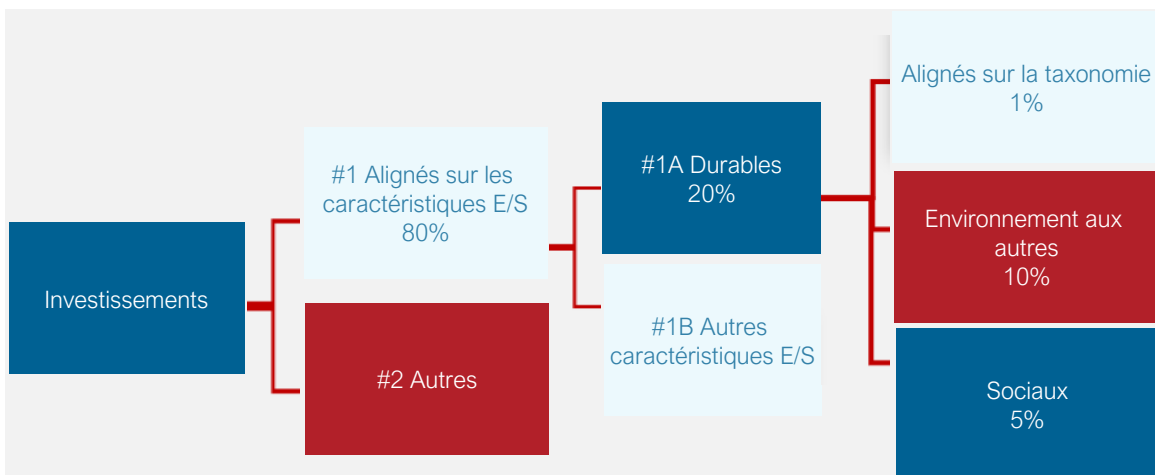 Investissements
#1 Alignés sur les
caractéristiques E/S
80%
#2 Autres
#1A Durables
20%
#1B Autres
caractéristiques E/S
Alignés sur la taxonomie
1%
Environnement aux
autres
10%
Sociaux
5%